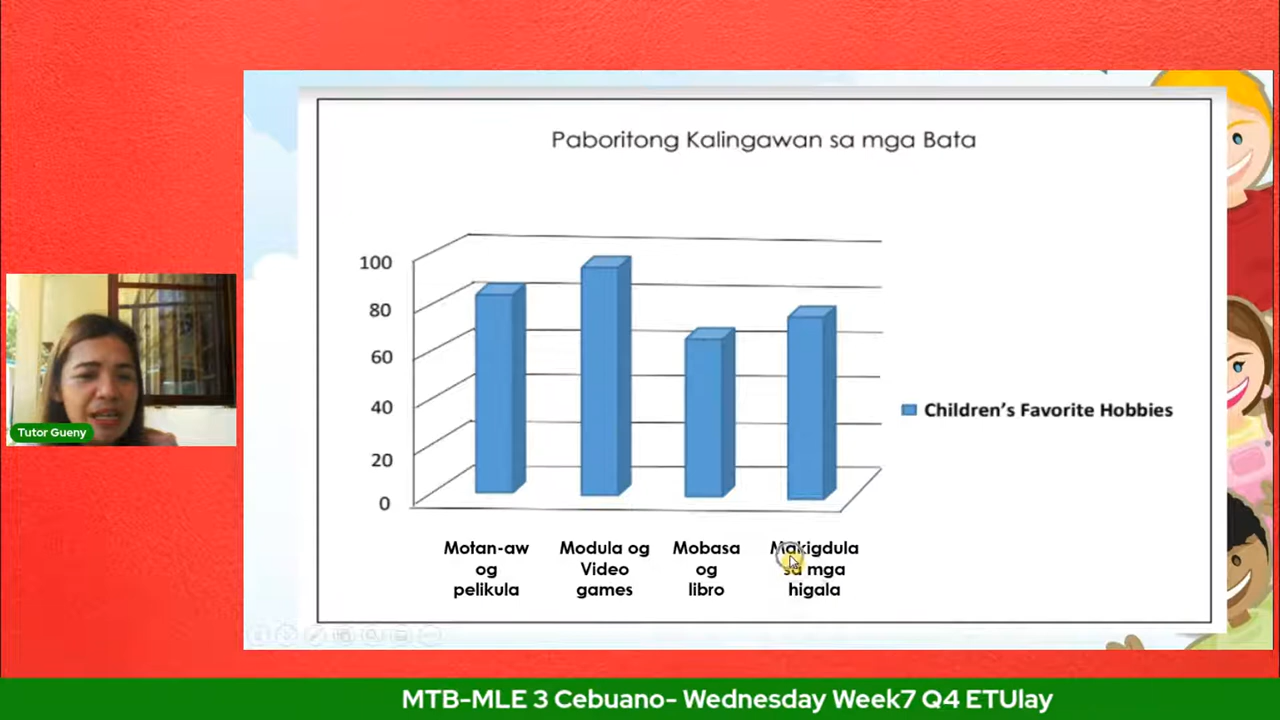 Paboritong Kalingawan sa mga Bata
100
80
60
40
20
0
Children's Favorite Hobbies
Motan-aw
og
pelikula
Modula og
Video
games
Mobasa
og
libro
Makigdula
sa mga
higala
Tutor Gueny
MTB-MLE 3 Cebuano- Wednesday Week7 Q4 ETUlay